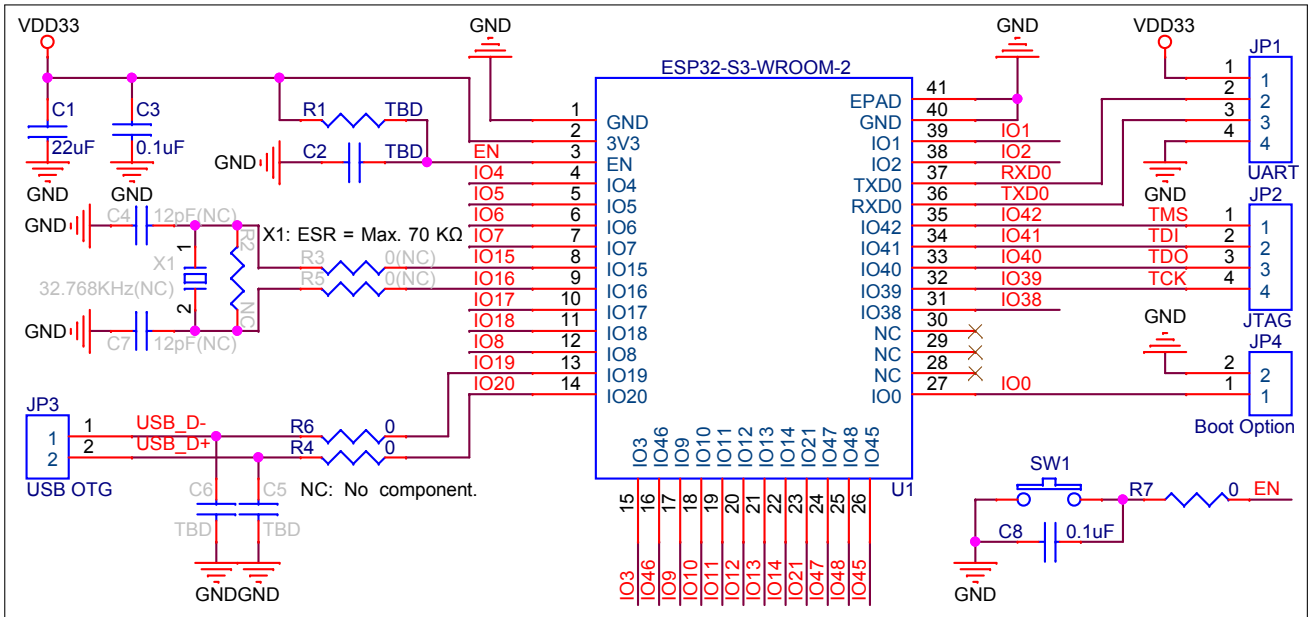 VDD33
GND
GND
VDD33
JP1
ESP32-S3-WROOM-2
C1
22uF
GND
C3
0.1uF
GND
R1 TBD
GND C2 TBD
EN
IO4
IO5
IO6
IO7
IO15
IO16
IO17
IO18
IO8
IO19
IO20
1 GND
2 3V3
3 EN
4 IO4
5 IO5
6 IO6
7 IO7
8 IO15
9 IO16
10 IO17
11 IO18
12 IO8
13 IO19
14 IO20
41 EPAD
40 GND
39 IO1 IO1
38 IO2 IO2
37 TXD0 RXD0
36 RXD0 TXD0
35 IO42 IO42 TMS
34 IO41 IO41 TDI
33 IO40 IO40 TDO
32 IO39 IO39 TCK
31 IO38 IO38
30 NC
29 NC
28 NC
27 IO0 IO0
1 1
2 2
3 3
4 4
GND
UART
JP2
1 1
2 2
3 3
4 4
JTAG
GND
JP4
2 2
1 1
Boot Option
GND C4 12pF(NC)
X1: ESR = Max. 70 KΩ
1
X1
32.768KHz(NC)
2
R2
NC
R3 0(NC)
R5 0(NC)
GND C7 12pF(NC)
JP3
1 1 USB_D- R6 0
2 2 USB_D+ R4 0
USB OTG
C6
TBD
C5
TBD
NC: No component.
GND GND
IO3 IO46 IO9 IO10 IO11 IO12 IO13 IO14 IO21 IO47 IO48 IO45
U1
15 16 17 18 19 20 21 22 23 24 25 26
IO3 IO46 IO9 IO10 IO11 IO12 IO13 IO14 IO21 IO47 IO48 IO45
SW1
R7 0 EN
C8 0.1uF
GND